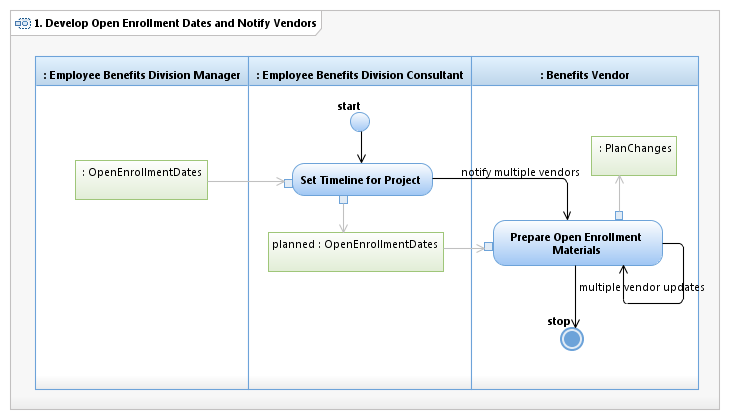 1. Develop Open Enrollment Dates and Notify Vendors
: Employee Benefits Division Manager
: Employee Benefits Division Consultant
: Benefits Vendor
start
: PlanChanges
: OpenEnrollmentDates
Set Timeline for Project
notify multiple vendors
planned : OpenEnrollmentDates
Prepare Open Enrollment
Materials
multiple vendor updates
stop